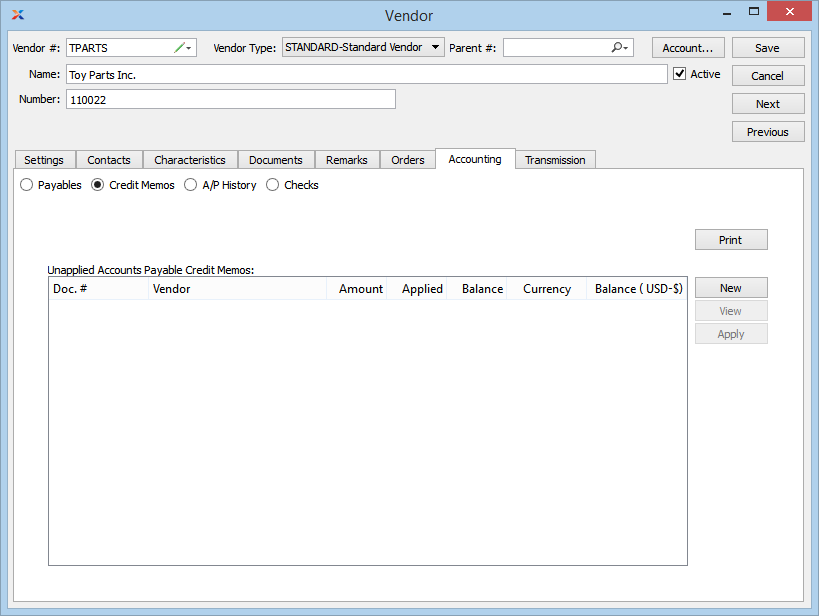 Vendor
Vendor #: TPARTS Vendor Type: STANDARD-Standard Vendor Parent #: Account... Save
Name: Toy Parts Inc. Active Cancel
Number: 110022 Next
Previous
Settings Contacts Characteristics Documents Remarks Orders Accounting Transmission
Payables Credit Memos A/P History Checks
Print
Unapplied Accounts Payable Credit Memos:
Doc. # Vendor Amount Applied Balance Currency Balance ( USD-$) New
View
Apply